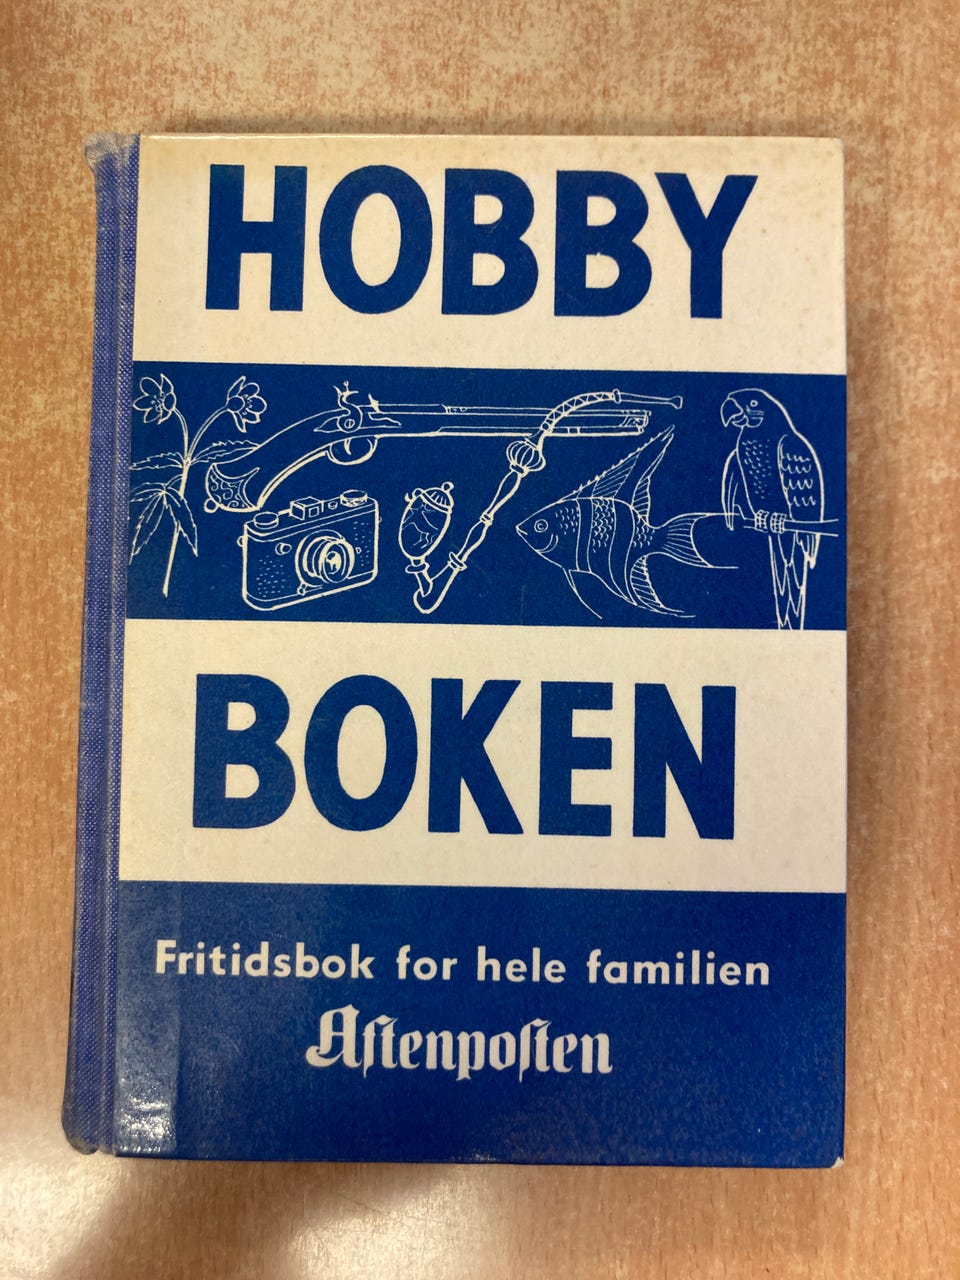 HOBBY
BOKEN
Fritidsbok for hele familien
Aftenposten